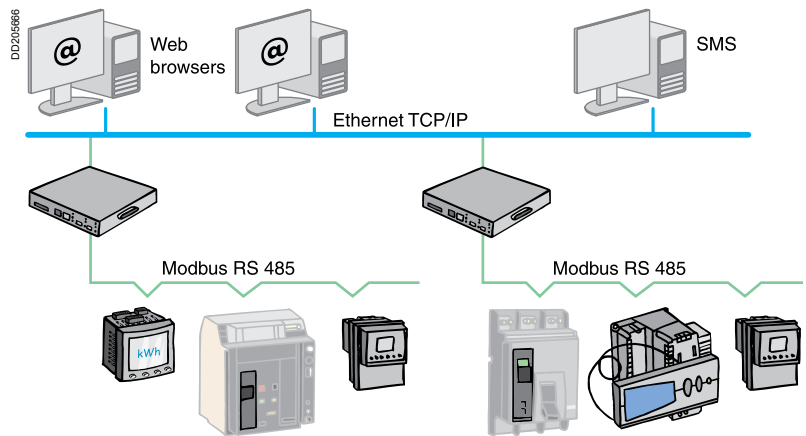 DD205666
@
Web
browsers
@
SMS
Ethernet TCP/IP
Modbus RS 485
Modbus RS 485
kWh